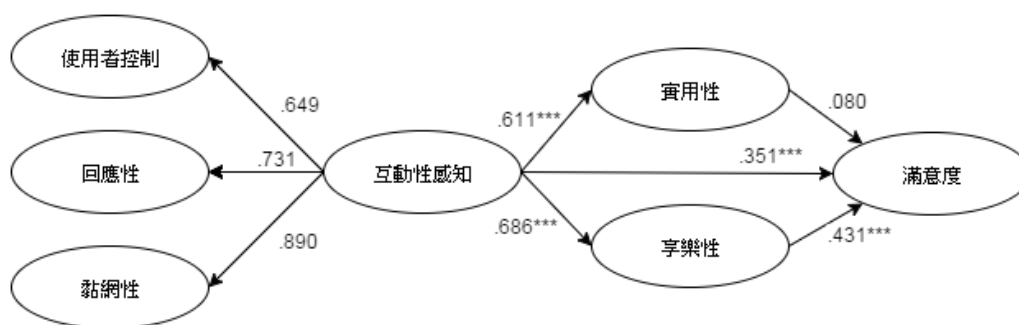 使用者控制
實用性
.649
.611***
.080
回應性
.731
互動性感知
.351***
滿意度
.890
.686***
享樂性
.431***
黏網性